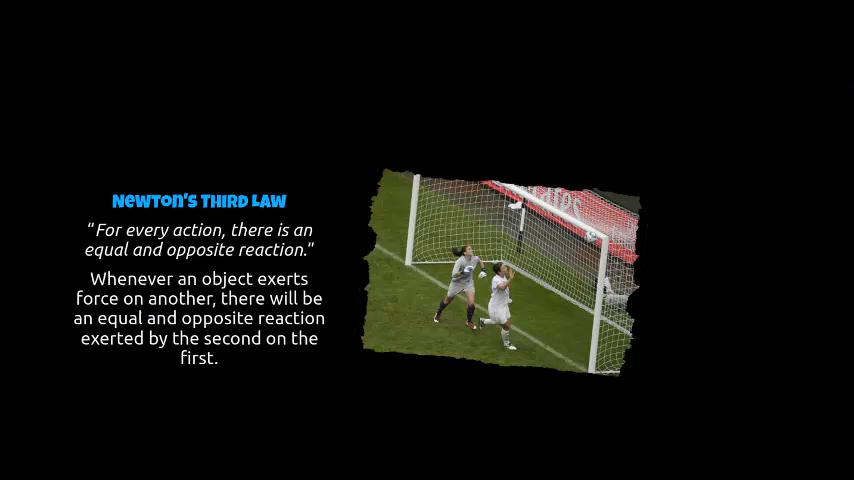 Newton's Third Law
"For every action, there is an
equal and opposite reaction."
Whenever an object exerts
force on another, there will be
an equal and opposite reaction
exerted by the second on the
first.